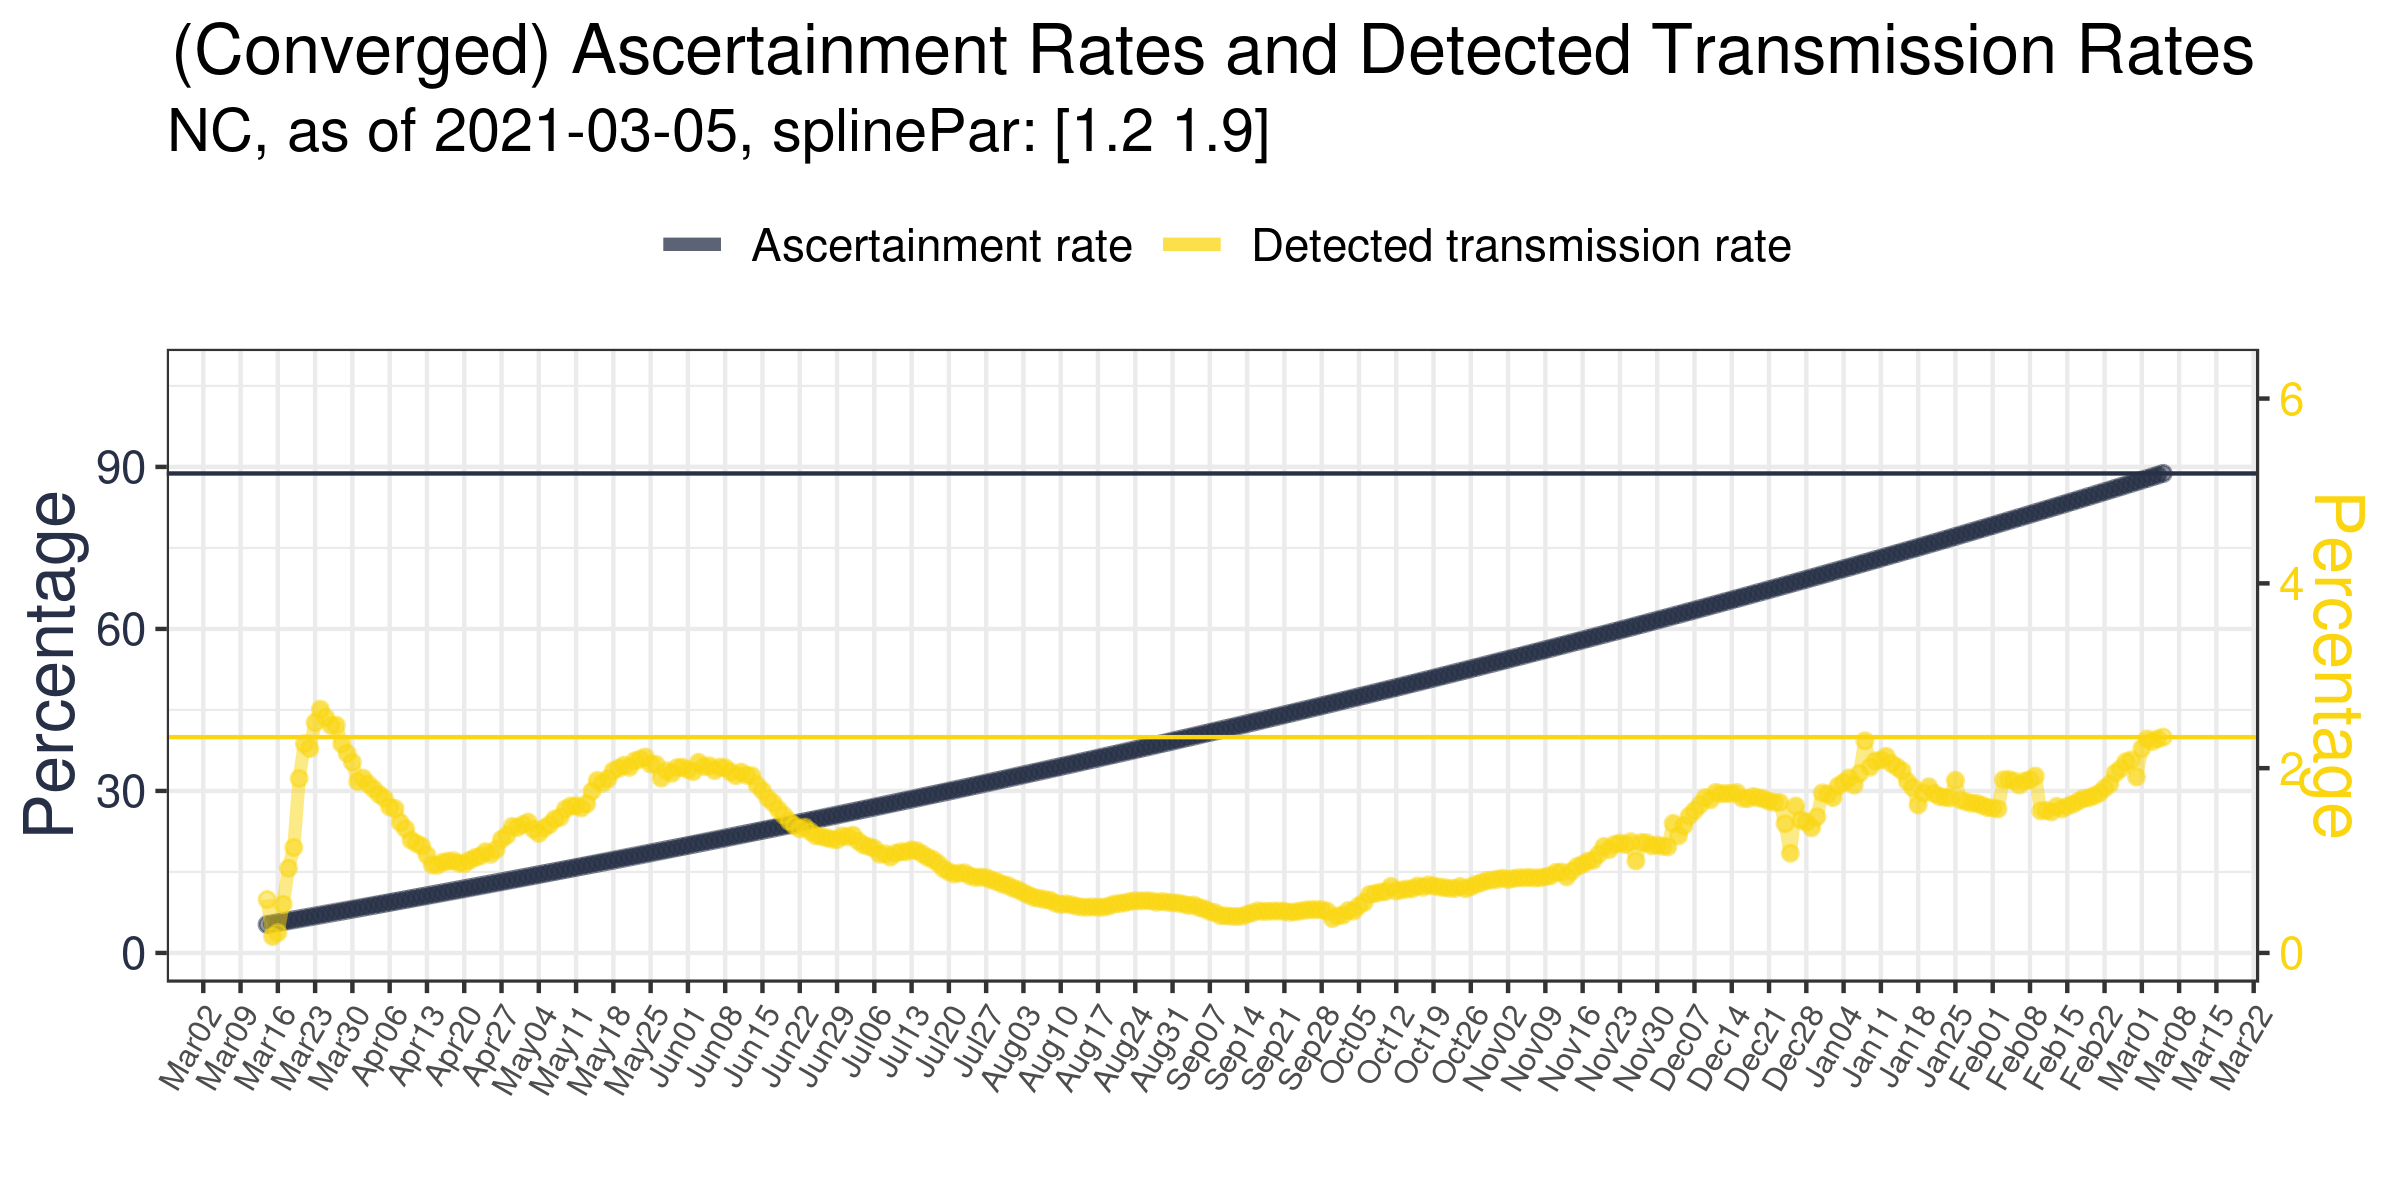 (Converged) Ascertainment Rates and Detected Transmission Rates
NC, as of 2021-03-05, splinePar: [1.2 1.9]
Ascertainment rate
Detected transmission rate
Percentage
90
60
30
0
6
4
2
0
Percentage
Mar02
Mar09
Mar16
Mar23
Mar30
Apr06
Apr13
Apr20
Apr27
May04
May11
May18
May25
Jun01
Jun08
Jun15
Jun22
Jun29
Jul06
Jul13
Jul20
Jul27
Aug03
Aug10
Aug17
Aug24
Aug31
Sep07
Sep14
Sep21
Sep28
Oct05
Oct12
Oct19
Oct26
Nov02
Nov09
Nov16
Nov23
Nov30
Dec07
Dec14
Dec21
Dec28
Jan04
Jan11
Jan18
Jan25
Feb01
Feb08
Feb15
Feb22
Mar01
Mar08
Mar15
Mar22